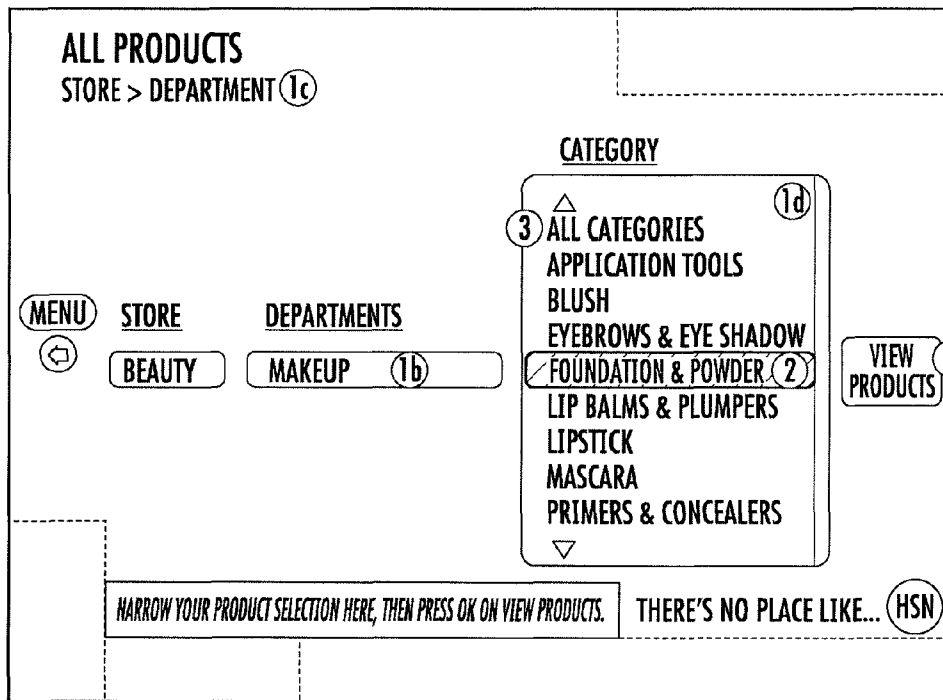 ALL PRODUCTS
STORE > DEPARTMENT 1c
CATEGORY
1d
3 ALL CATEGORIES
APPLICATION TOOLS
BLUSH
EYEBROWS & EYE SHADOW
FOUNDATION & POWDER 2
LIP BALMS & PLUMPERS
LIPSTICK
MASCARA
PRIMERS & CONCEALERS
MENU
STORE
BEAUTY
DEPARTMENTS
MAKEUP 1b
VIEW
PRODUCTS
NARROW YOUR PRODUCT SELECTION HERE, THEN PRESS OK ON VIEW PRODUCTS.
THERE'S NO PLACE LIKE... HSN